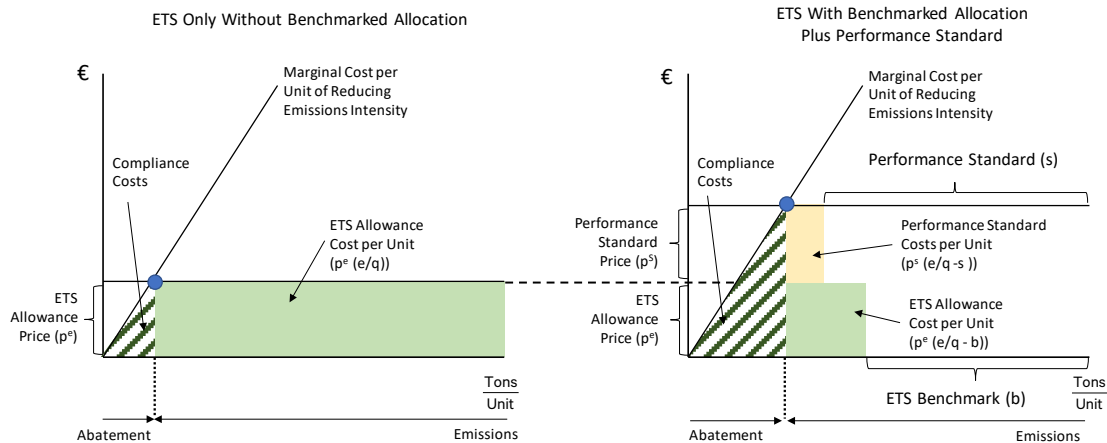 ETS Only Without Benchmarked Allocation
€
Marginal Cost per
Unit of Reducing
Emissions Intensity
Compliance
Costs
ETS Allowance
Cost per Unit
(pᵉ (e/q))
ETS
Allowance
Price (pᵉ)
Tons
Unit
Abatement
Emissions
ETS With Benchmarked Allocation
Plus Performance Standard
€
Marginal Cost per
Unit of Reducing
Emissions Intensity
Compliance
Costs
Performance Standard (s)
Performance
Standard
Price (pˢ)
Performance Standard
Costs per Unit
(pˢ (e/q -s ))
ETS
Allowance
Price (pᵉ)
ETS Allowance
Cost per Unit
(pᵉ (e/q - b))
Tons
Unit
ETS Benchmark (b)
Abatement
Emissions